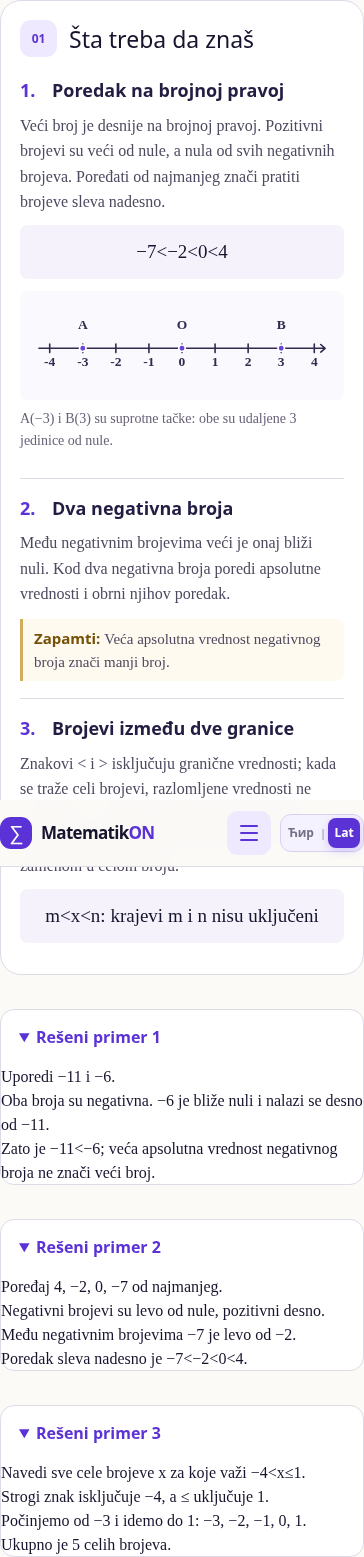 01 Šta treba da znaš
1. Poredak na brojnoj pravoj
Veći broj je desnije na brojnoj pravoj. Pozitivni
brojevi su veći od nule, a nula od svih negativnih
brojeva. Poređati od najmanjeg znači pratiti
brojeve sleva nadesno.
−7<−2<0<4
A O B
-4 -3 -2 -1 0 1 2 3 4
A(−3) i B(3) su suprotne tačke: obe su udaljene 3
jedinice od nule.
2. Dva negativna broja
Među negativnim brojevima veći je onaj bliži
nuli. Kod dva negativna broja poredi apsolutne
vrednosti i obrni njihov poredak.
Zapamti: Veća apsolutna vrednost negativnog
broja znači manji broj.
3. Brojevi između dve granice
Znakovi < i > isključuju granične vrednosti; kada
se traže celi brojevi, razlomljene vrednosti ne
∑ MatematikON ☰ Ћир | Lat
m<x<n: krajevi m i n nisu uključeni
▼ Rešeni primer 1
Uporedi −11 i −6.
Oba broja su negativna. −6 je bliže nuli i nalazi se desno
od −11.
Zato je −11<−6; veća apsolutna vrednost negativnog
broja ne znači veći broj.
▼ Rešeni primer 2
Poređaj 4, −2, 0, −7 od najmanjeg.
Negativni brojevi su levo od nule, pozitivni desno.
Među negativnim brojevima −7 je levo od −2.
Poredak sleva nadesno je −7<−2<0<4.
▼ Rešeni primer 3
Navedi sve cele brojeve x za koje važi −4<x≤1.
Strogi znak isključuje −4, a ≤ uključuje 1.
Počinjemo od −3 i idemo do 1: −3, −2, −1, 0, 1.
Ukupno je 5 celih brojeva.